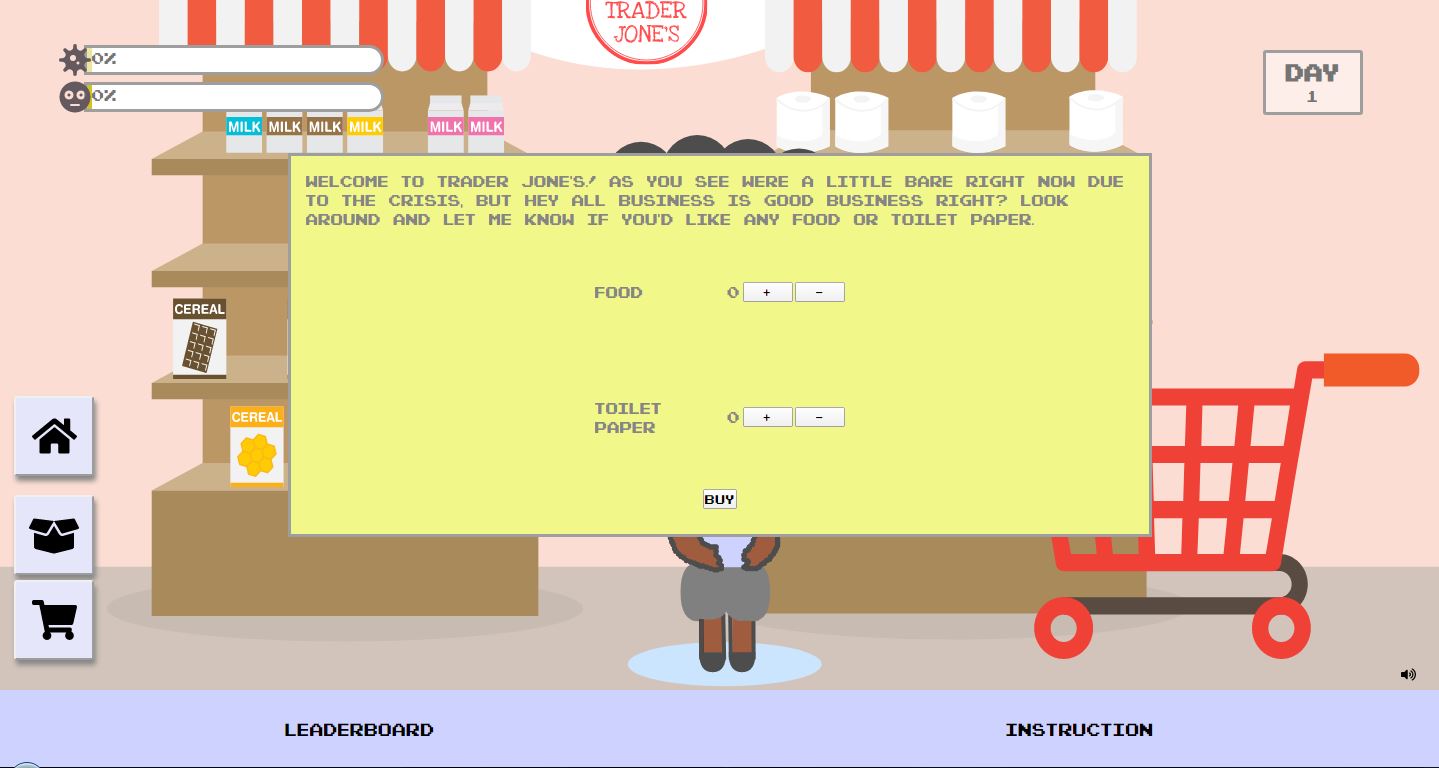 TRADER
JONE'S
0%
0%
DAY
1
MILK MILK MILK MILK MILK MILK
WELCOME TO TRADER JONE'S! AS YOU SEE WERE A LITTLE BARE RIGHT NOW DUE
TO THE CRISIS, BUT HEY ALL BUSINESS IS GOOD BUSINESS RIGHT? LOOK
AROUND AND LET ME KNOW IF YOU'D LIKE ANY FOOD OR TOILET PAPER.
FOOD 0 + -
CEREAL
TOILET
PAPER 0 + -
CEREAL
BUY
LEADERBOARD INSTRUCTION